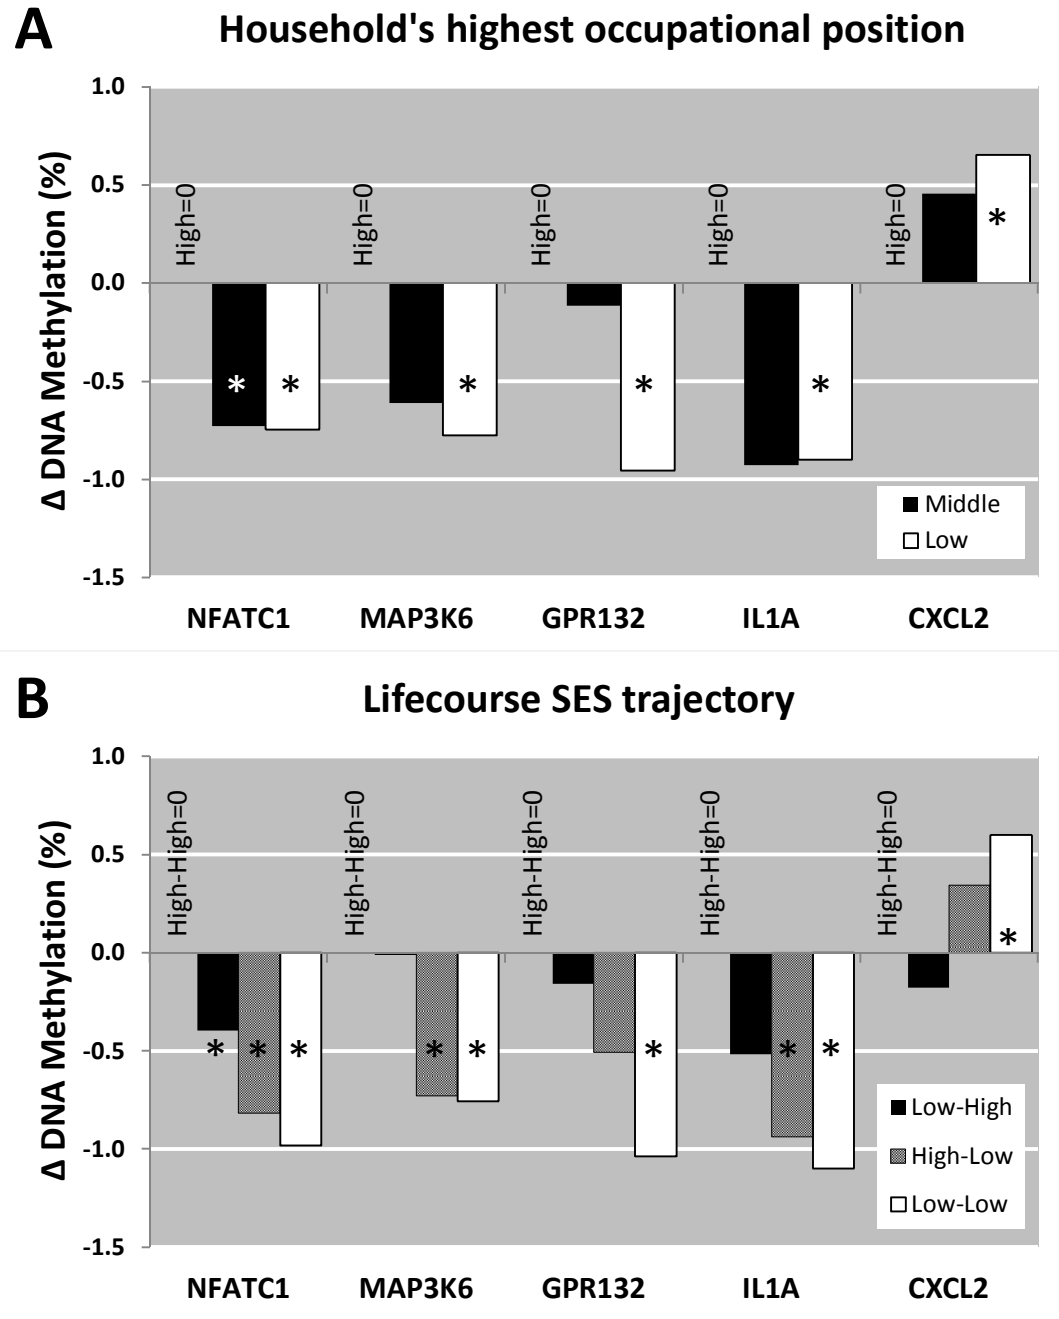 A
Household's highest occupational position
Δ DNA Methylation (%)
1.0
0.5
0.0
-0.5
-1.0
-1.5
High=0
High=0
High=0
High=0
High=0
*
*
*
*
*
*
Middle
Low
NFATC1 MAP3K6 GPR132 IL1A CXCL2
B
Lifecourse SES trajectory
Δ DNA Methylation (%)
1.0
0.5
0.0
-0.5
-1.0
-1.5
High-High=0
High-High=0
High-High=0
High-High=0
High-High=0
*
*
*
*
*
*
*
*
*
Low-High
High-Low
Low-Low
NFATC1 MAP3K6 GPR132 IL1A CXCL2